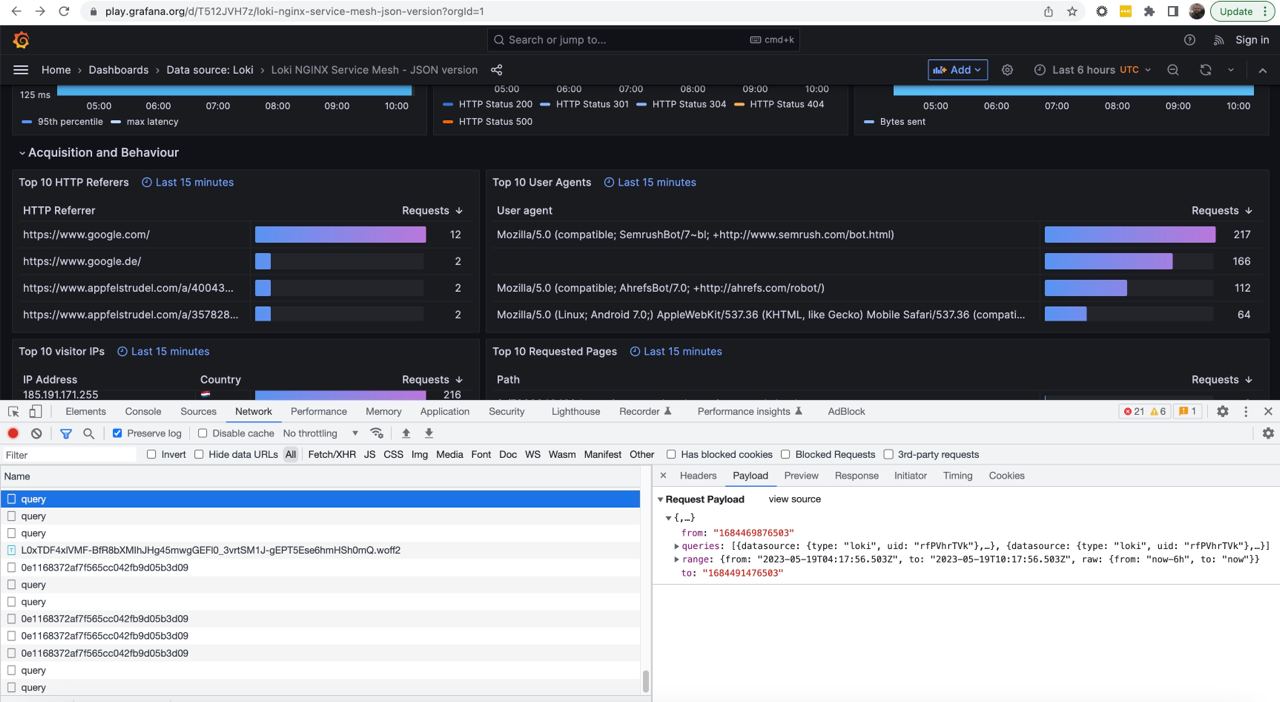 play.grafana.org/d/T512JVH7z/loki-nginx-service-mesh-json-version?orgId=1
Update
Search or jump to...
cmd+k
Sign in
Home › Dashboards › Data source: Loki › Loki NGINX Service Mesh - JSON version
Add
Last 6 hours UTC
125 ms
05:00 06:00 07:00 08:00 09:00 10:00
95th percentile max latency
05:00 06:00 07:00 08:00 09:00 10:00
HTTP Status 200 HTTP Status 301 HTTP Status 304 HTTP Status 404
HTTP Status 500
05:00 06:00 07:00 08:00 09:00 10:00
Bytes sent
Acquisition and Behaviour
Top 10 HTTP Referers Last 15 minutes
HTTP Referrer Requests ↓
https://www.google.com/ 12
https://www.google.de/ 2
https://www.appfelstrudel.com/a/40043... 2
https://www.appfelstrudel.com/a/357828... 2
Top 10 User Agents Last 15 minutes
User agent Requests ↓
Mozilla/5.0 (compatible; SemrushBot/7~bl; +http://www.semrush.com/bot.html) 217
166
Mozilla/5.0 (compatible; AhrefsBot/7.0; +http://ahrefs.com/robot/) 112
Mozilla/5.0 (Linux; Android 7.0;) AppleWebKit/537.36 (KHTML, like Gecko) Mobile Safari/537.36 (compati... 64
Top 10 visitor IPs Last 15 minutes
IP Address Country Requests ↓
185.191.171.255 216
Top 10 Requested Pages Last 15 minutes
Path Requests ↓
Elements Console Sources Network Performance Memory Application Security Lighthouse Recorder Performance insights AdBlock
21 6 1
Preserve log Disable cache No throttling
Filter Invert Hide data URLs All Fetch/XHR JS CSS Img Media Font Doc WS Wasm Manifest Other Has blocked cookies Blocked Requests 3rd-party requests
Name
query
query
query
L0xTDF4xlVMF-BfR8bXMIhJHg45mwgGEFl0_3vrtSM1J-gEPT5Ese6hmHSh0mQ.woff2
0e1168372af7f565cc042fb9d05b3d09
query
query
0e1168372af7f565cc042fb9d05b3d09
0e1168372af7f565cc042fb9d05b3d09
0e1168372af7f565cc042fb9d05b3d09
query
query
Headers Payload Preview Response Initiator Timing Cookies
Request Payload view source
{,…}
from: "1684469876503"
queries: [{datasource: {type: "loki", uid: "rfPVhrTVk"},…}, {datasource: {type: "loki", uid: "rfPVhrTVk"},…}]
range: {from: "2023-05-19T04:17:56.503Z", to: "2023-05-19T10:17:56.503Z", raw: {from: "now-6h", to: "now"}}
to: "1684491476503"